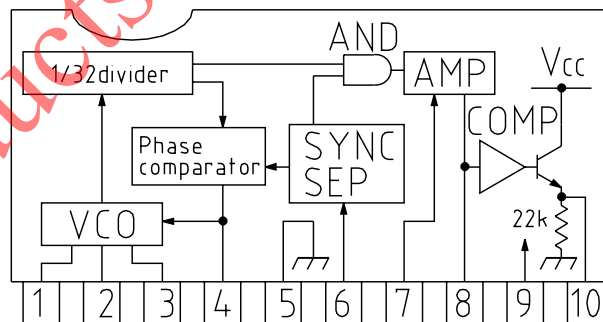 AND
1/32divider
AMP
Vcc
COMP
Phase
comparator
SYNC
SEP
VCO
22k
1 2 3 4 5 6 7 8 9 10
ucts